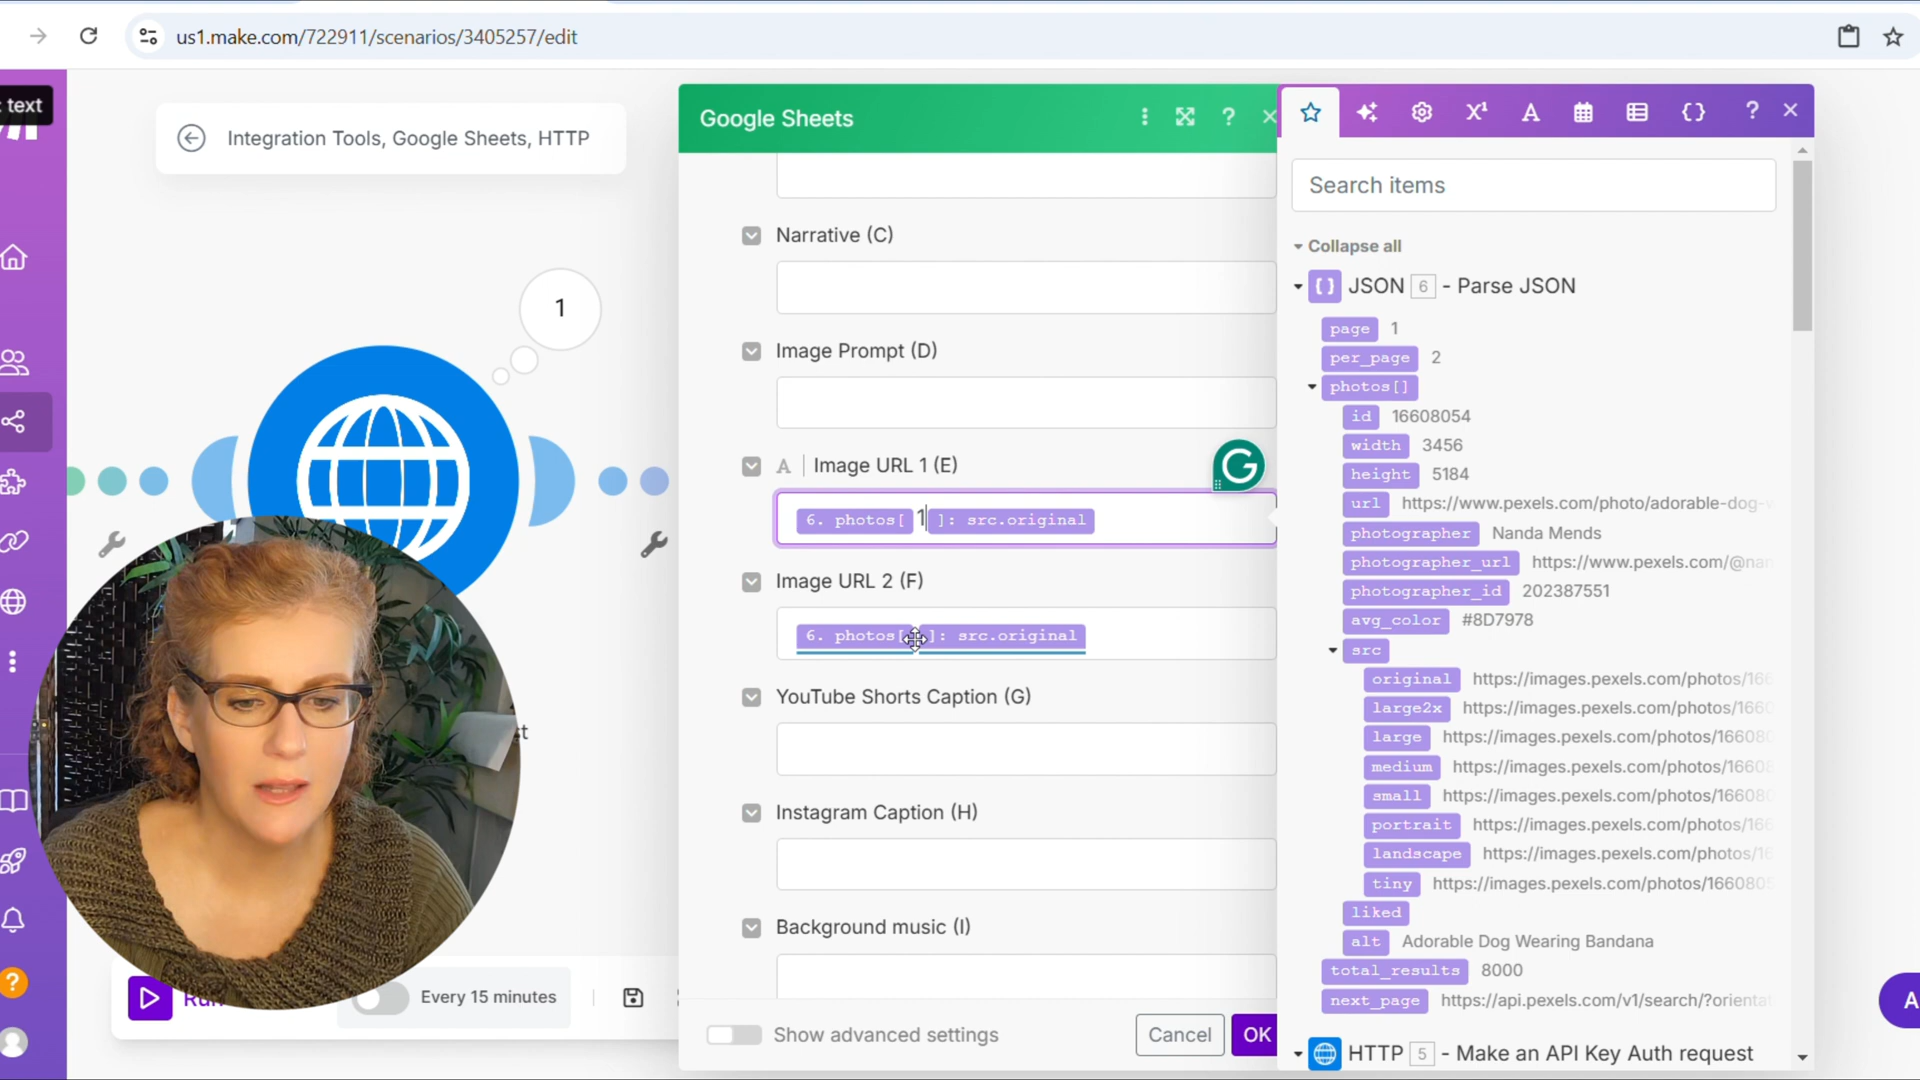 us1.make.com/722911/scenarios/3405257/edit
text
Integration Tools, Google Sheets, HTTP
1
Every 15 minutes
Google Sheets
Narrative (C)
Image Prompt (D)
A Image URL 1 (E)
6. photos[ 1 ]: src.original
Image URL 2 (F)
6. photos[ ]: src.original
YouTube Shorts Caption (G)
Instagram Caption (H)
Background music (I)
Show advanced settings
Cancel
OK
Search items
Collapse all
JSON 6 - Parse JSON
page 1
per_page 2
photos[]
id 16608054
width 3456
height 5184
url https://www.pexels.com/photo/adorable-dog-
photographer Nanda Mends
photographer_url https://www.pexels.com/@nan
photographer_id 202387551
avg_color #8D7978
src
original https://images.pexels.com/photos/166
large2x https://images.pexels.com/photos/1660
large https://images.pexels.com/photos/166080
medium https://images.pexels.com/photos/16608
small https://images.pexels.com/photos/166080
portrait https://images.pexels.com/photos/166
landscape https://images.pexels.com/photos/16
tiny https://images.pexels.com/photos/1660805
liked
alt Adorable Dog Wearing Bandana
total_results 8000
next_page https://api.pexels.com/v1/search/?orientat
HTTP 5 - Make an API Key Auth request